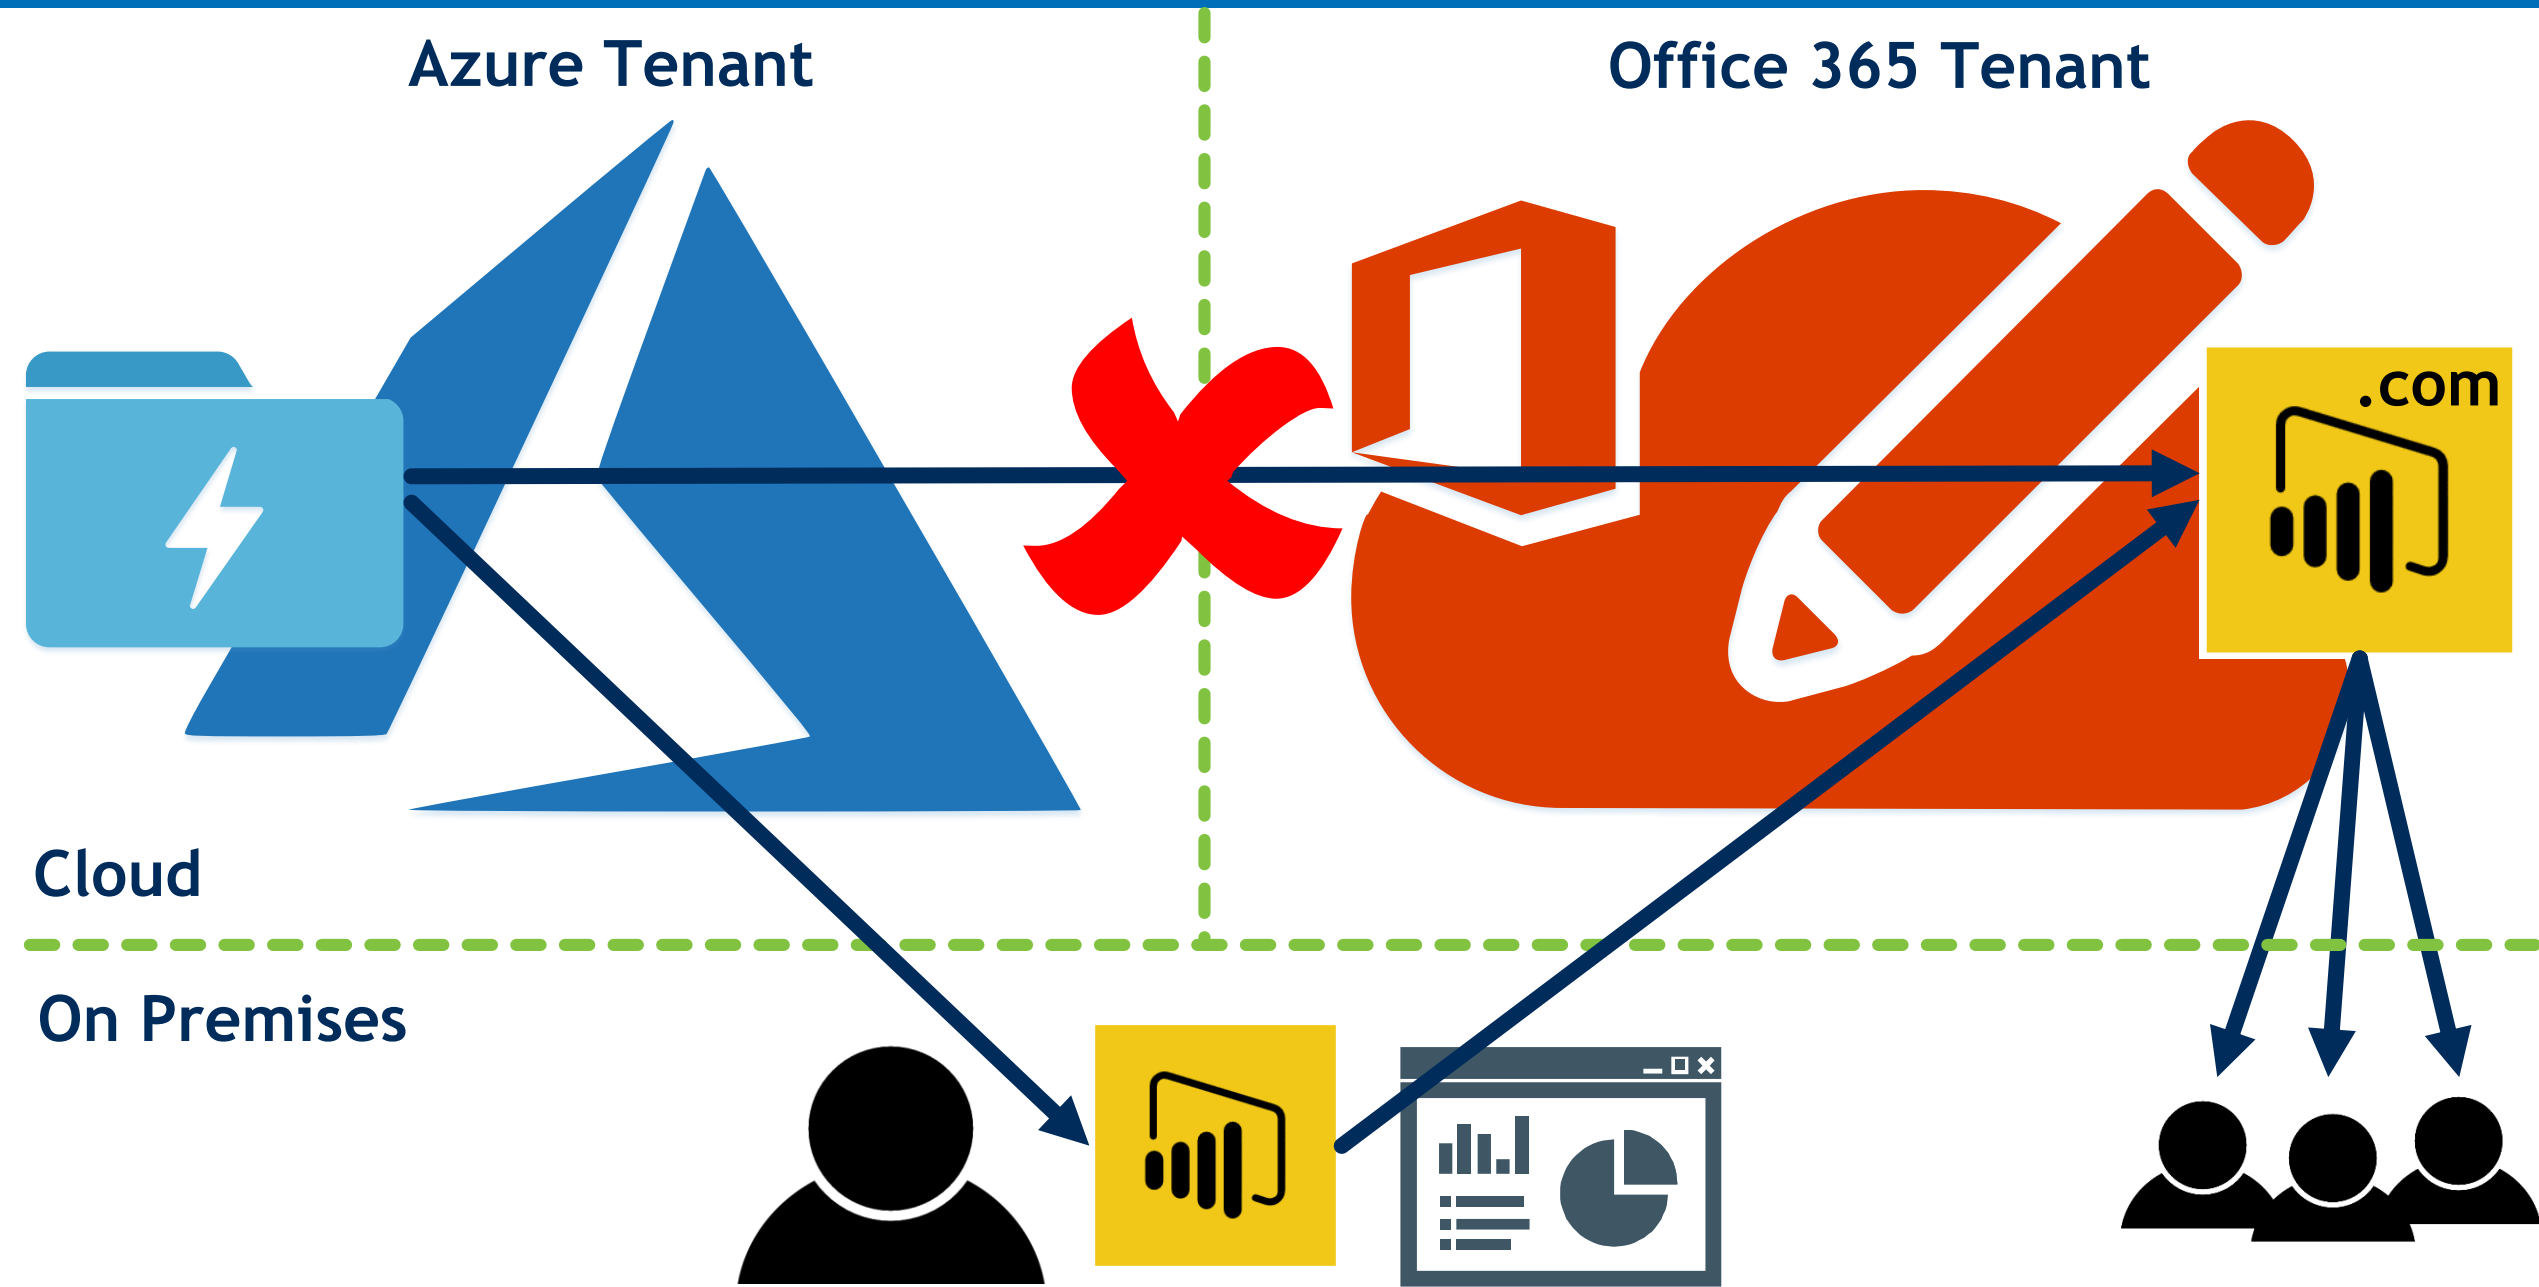 Azure Tenant
Office 365 Tenant
.com
Cloud
On Premises